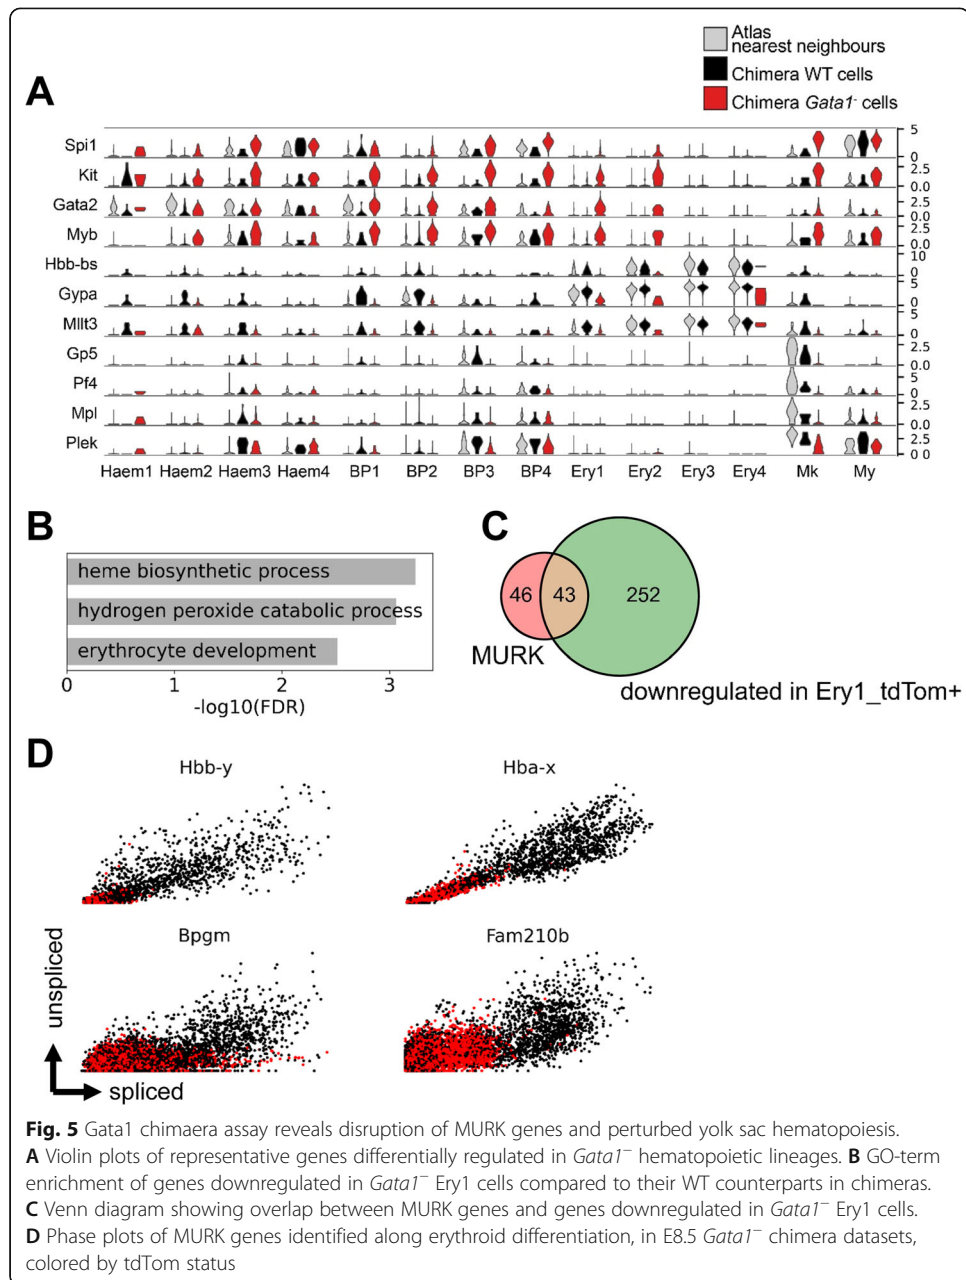 Atlas
nearest neighbours
Chimera WT cells
Chimera Gata1- cells
A
Spi1
5
0
Kit
2.5
0.0
Gata2
5
0
Myb
2.5
0.0
Hbb-bs
10
0
Gypa
5
0
Mllt3
5
0
Gp5
2.5
0.0
Pf4
5
0
Mpl
2.5
0.0
Plek
2.5
0.0
Haem1 Haem2 Haem3 Haem4 BP1 BP2 BP3 BP4 Ery1 Ery2 Ery3 Ery4 Mk My
B
heme biosynthetic process
hydrogen peroxide catabolic process
erythrocyte development
0 1 2 3
-log10(FDR)
C
46 43 252
MURK
downregulated in Ery1_tdTom+
D
Hbb-y
Hba-x
Bpgm
Fam210b
unspliced
spliced
Fig. 5 Gata1 chimaera assay reveals disruption of MURK genes and perturbed yolk sac hematopoiesis.
A Violin plots of representative genes differentially regulated in Gata1− hematopoietic lineages. B GO-term
enrichment of genes downregulated in Gata1− Ery1 cells compared to their WT counterparts in chimeras.
C Venn diagram showing overlap between MURK genes and genes downregulated in Gata1− Ery1 cells.
D Phase plots of MURK genes identified along erythroid differentiation, in E8.5 Gata1− chimera datasets,
colored by tdTom status